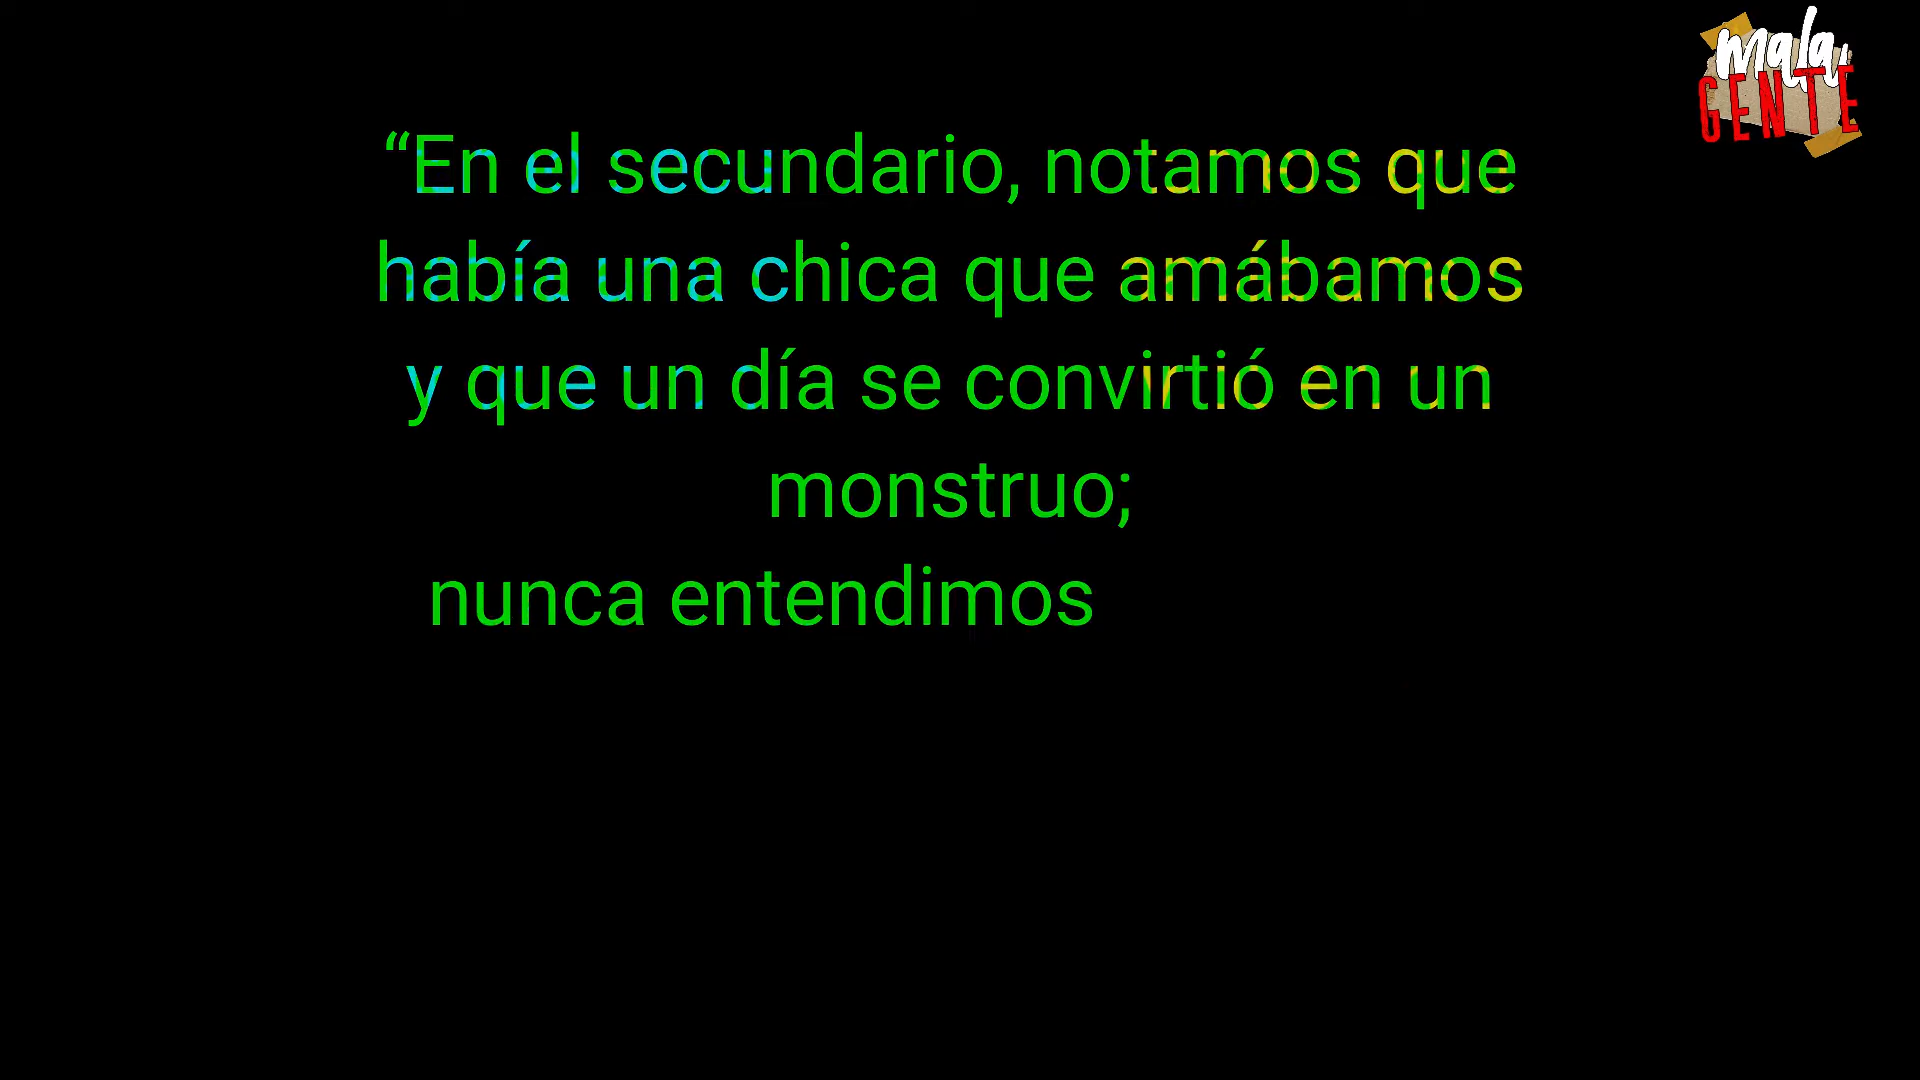 mala
GENTE
“En el secundario, notamos que
había una chica que amábamos
y que un día se convirtió en un
monstruo;
nunca entendimos